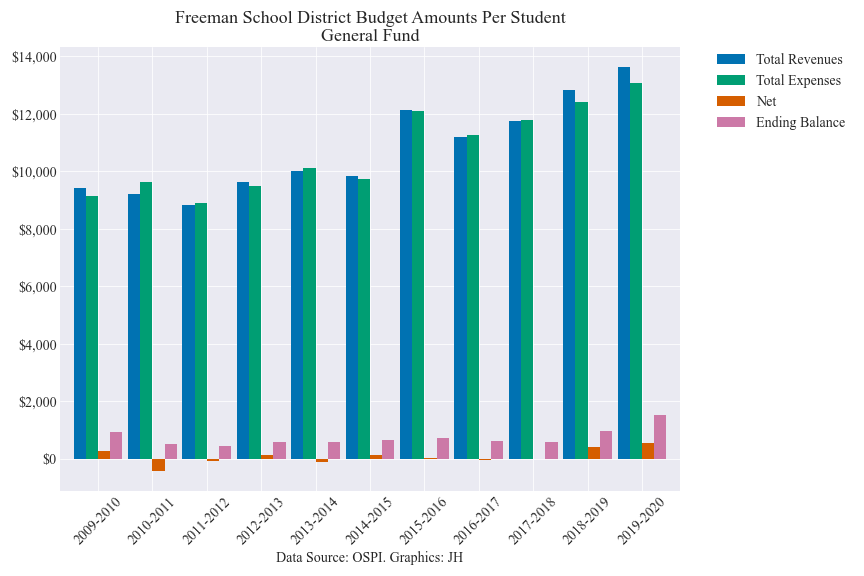 Freeman School District Budget Amounts Per Student
General Fund
$14,000
$12,000
$10,000
$8,000
$6,000
$4,000
$2,000
$0
Total Revenues
Total Expenses
Net
Ending Balance
2009-2010
2010-2011
2011-2012
2012-2013
2013-2014
2014-2015
2015-2016
2016-2017
2017-2018
2018-2019
2019-2020
Data Source: OSPI. Graphics: JH